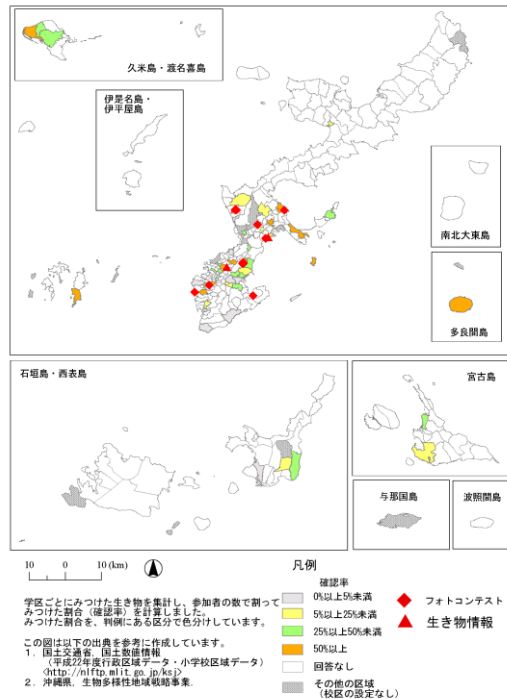 久米島・渡名喜島
伊是名島・
伊平屋島
南北大東島
多良間島
石垣島・西表島
宮古島
与那国島
波照間島
10 0 10 (km)
凡例
確認率
0%以上5%未満
5%以上25%未満
25%以上50%未満
50%以上
回答なし
その他の区域
(校区の設定なし)
フォトコンテスト
生き物情報
学区ごとにみつけた生き物を集計し、参加者の数で割って
みつけた割合（確認率）を計算しました。
みつけた割合を、判例にある区分で色分けしています。
この図は以下の出典を参考に作成しています。
1. 国土交通省, 国土数値情報
(平成22年度行政区域データ・小学校区データ)
<http://nlftp.mlit.go.jp/ksj>
2. 沖縄県, 生物多様性地域戦略事業.